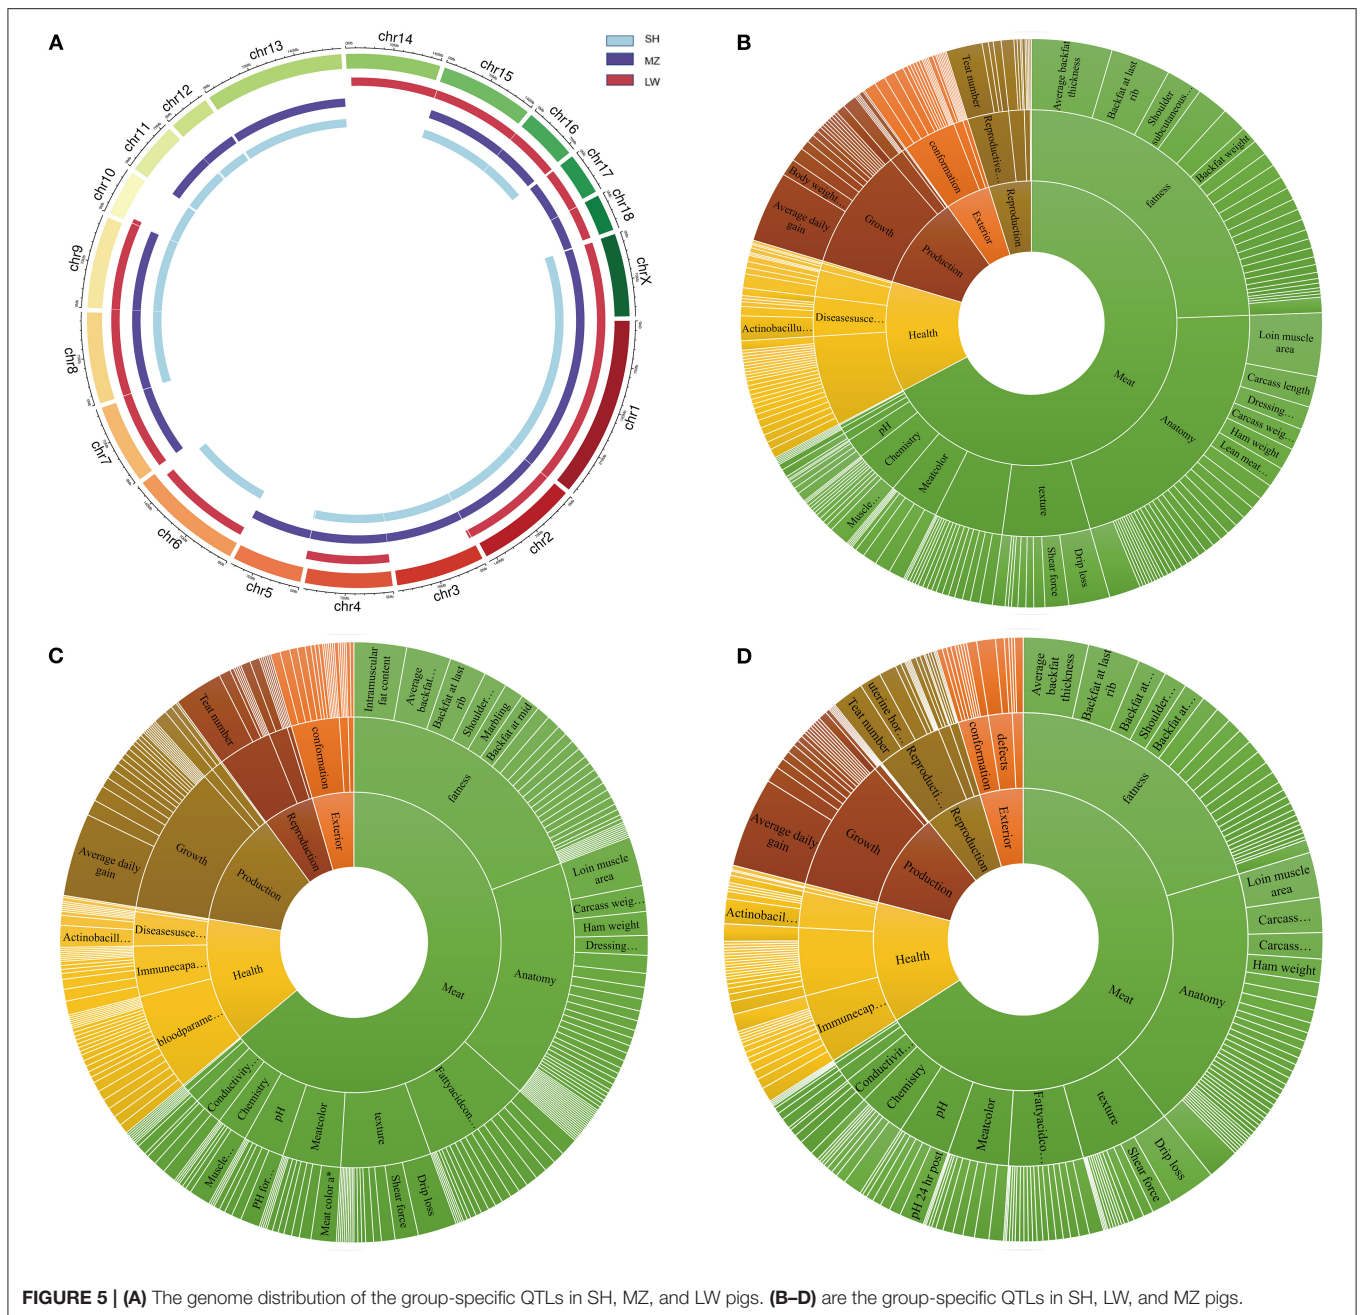 A
SH
MZ
LW
chr13
chr14
chr15
chr16
chr17
chr18
chrX
chr1
chr2
chr3
chr4
chr5
chr6
chr7
chr8
chr9
chr10
chr11
chr12
B
Average backfat
thickness
Backfat at last
rib
Shoulder
subcutaneous…
Backfat weight
fatness
Loin muscle
area
Carcass length
Dressing…
Carcass weig…
Ham weight
Lean meat…
Anatomy
Meat
Drip loss
Shear force
texture
Meatcolor
Muscle…
Chemistry
pH
Health
Diseasesusce…
Actinobacillu…
Average daily
gain
Body weight…
Growth
Production
conformation
Exterior
Teat number
Reproductive…
Reproduction
C
Intramuscular
fat content
Average
backfat…
Backfat at last
rib
Shoulder…
Marbling
Backfat at mid
fatness
Loin muscle
area
Carcass weig…
Ham weight
Dressing…
Anatomy
Meat
Fattyacidcon…
Drip loss
Shear force
texture
Meat color a*
Meatcolor
PH for…
pH
Muscle…
Chemistry
Conductivity…
bloodparame…
Immunecapa…
Diseasesusce…
Actinobacill…
Health
Average daily
gain
Growth
Production
Teat number
Reproduction
conformation
Exterior
D
Average
backfat
thickness
Backfat at last
rib
Backfat at…
Shoulder…
Backfat at…
fatness
Loin muscle
area
Carcass…
Carcass…
Ham weight
Anatomy
Meat
Drip loss
Shear force
texture
Fattyacidco…
Meatcolor
pH 24 hr post
pH
Chemistry
Conductivit…
Immunecap…
Actinobacil…
Health
Average daily
gain
Growth
Production
Teat number
uterine hor…
Reproducti…
Reproduction
conformation
defects
Exterior
FIGURE 5 | (A) The genome distribution of the group-specific QTLs in SH, MZ, and LW pigs. (B–D) are the group-specific QTLs in SH, LW, and MZ pigs.